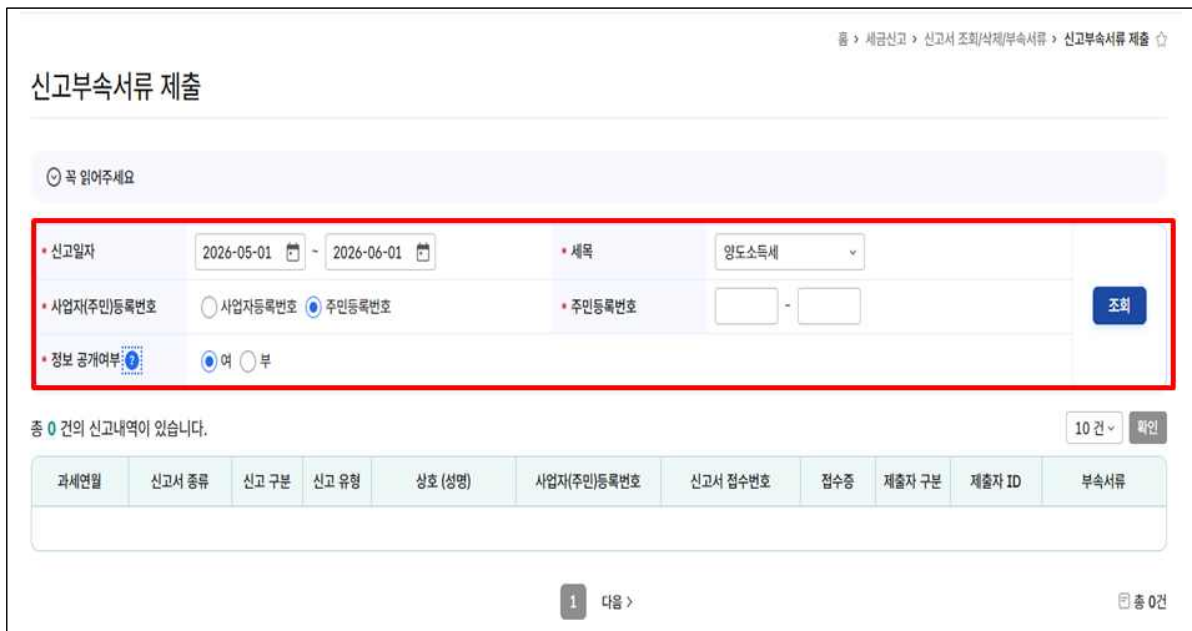 홈 > 세금신고 > 신고서 조회/삭제/부속서류 > 신고부속서류 제출
신고부속서류 제출
꼭 읽어주세요
* 신고일자 2026-05-01 ~ 2026-06-01 * 세목 양도소득세
* 사업자(주민)등록번호 사업자등록번호 주민등록번호 * 주민등록번호 - 조회
* 정보 공개여부 ? 여 부
총 0 건의 신고내역이 있습니다. 10 건 확인
과세연월 신고서 종류 신고 구분 신고 유형 상호 (성명) 사업자(주민)등록번호 신고서 접수번호 접수증 제출자 구분 제출자 ID 부속서류
1 다음 > 총 0건